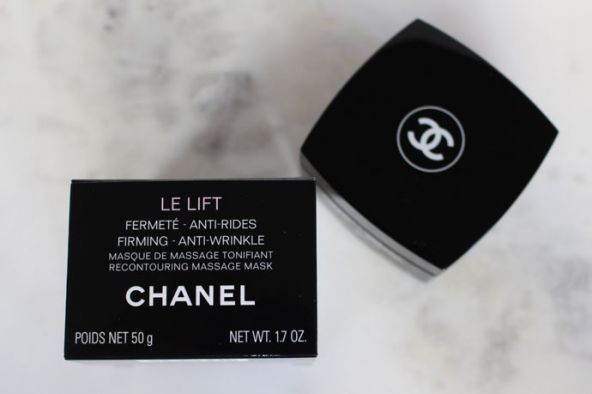 LE LIFT
FERMETÉ - ANTI-RIDES
FIRMING - ANTI-WRINKLE
MASQUE DE MASSAGE TONIFIANT
RECONTOURING MASSAGE MASK
CHANEL
POIDS NET 50 g NET WT. 1.7 OZ.